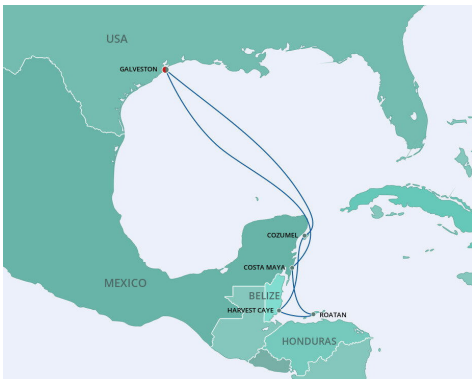 USA
GALVESTON
COZUMEL
COSTA MAYA
MEXICO
BELIZE
HARVEST CAYE
ROATAN
HONDURAS